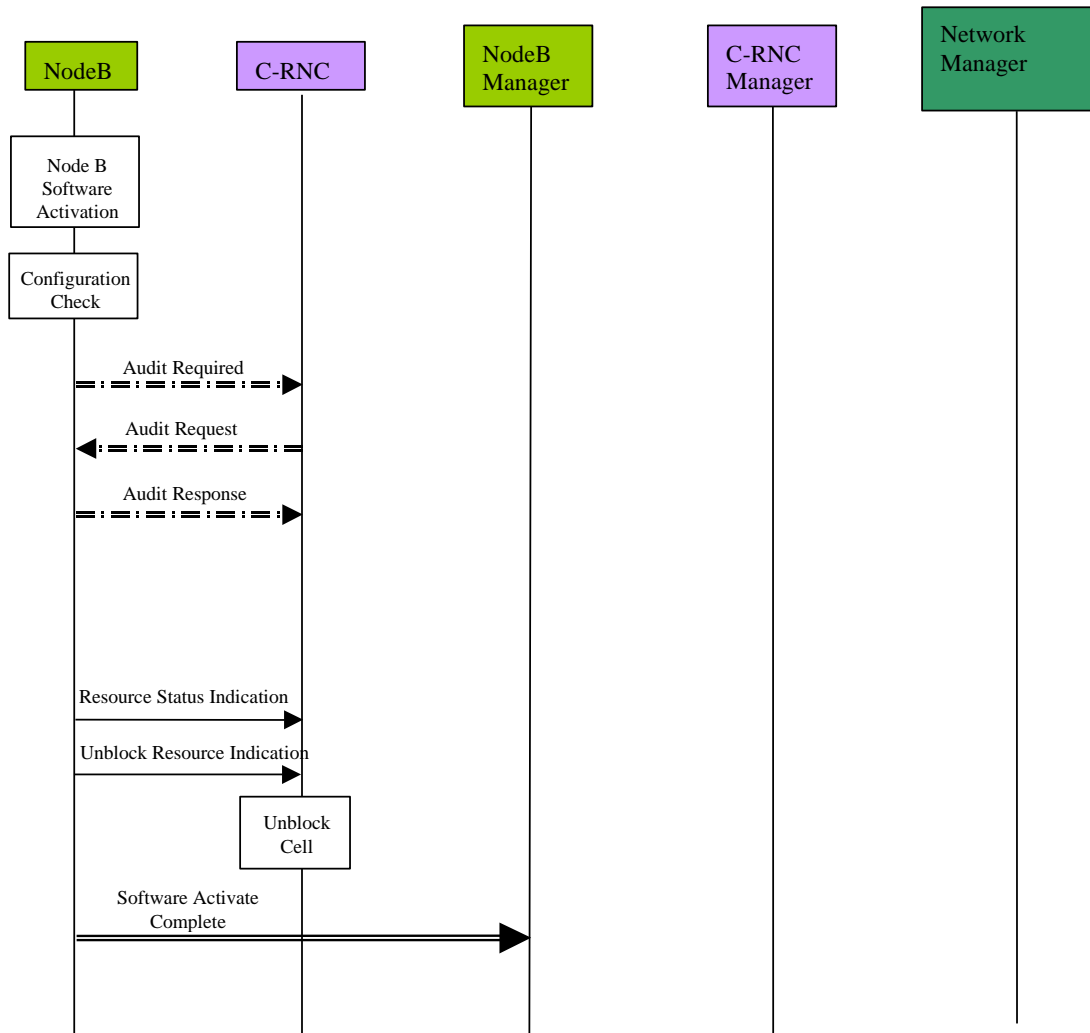 NodeB
C-RNC
NodeB
Manager
C-RNC
Manager
Network
Manager
Node B
Software
Activation
Configuration
Check
Audit Required
Audit Request
Audit Response
Resource Status Indication
Unblock Resource Indication
Unblock
Cell
Software Activate
Complete